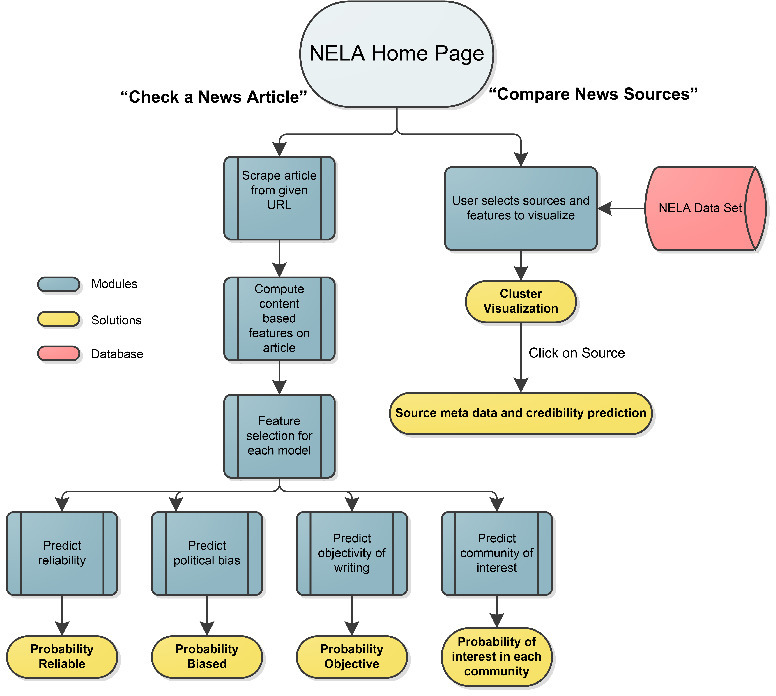 NELA Home Page
“Check a News Article”
“Compare News Sources”
Scrape article
from given
URL
User selects sources and
features to visualize
NELA Data Set
Compute
content
based
features on
article
Cluster
Visualization
Modules
Solutions
Database
Click on Source
Source meta data and credibility prediction
Feature
selection for
each model
Predict
reliability
Predict
political bias
Predict
objectivity of
writing
Predict
community of
interest
Probability
Reliable
Probability
Biased
Probability
Objective
Probability of
interest in each
community